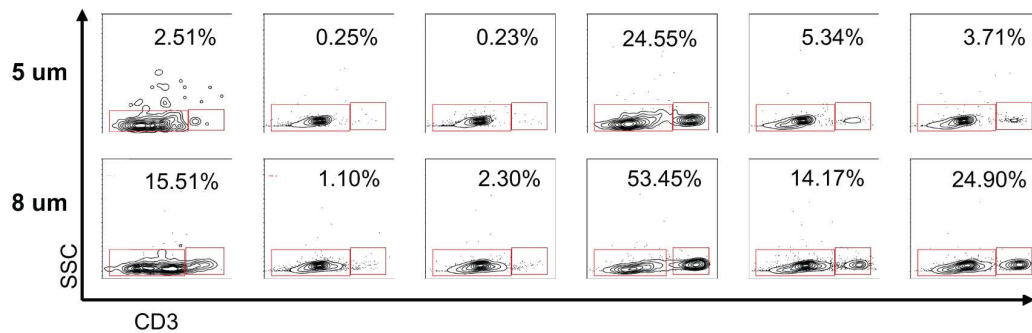 2.51% 0.25% 0.23% 24.55% 5.34% 3.71%
5 um
15.51% 1.10% 2.30% 53.45% 14.17% 24.90%
8 um
SSC
CD3